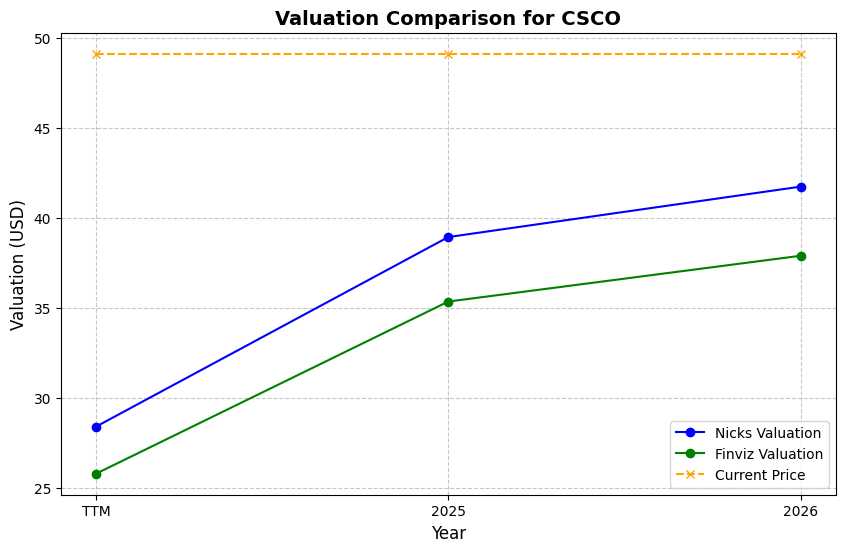 Valuation Comparison for CSCO
Valuation (USD)
50
45
40
35
30
25
TTM
2025
2026
Year
Nicks Valuation
Finviz Valuation
Current Price